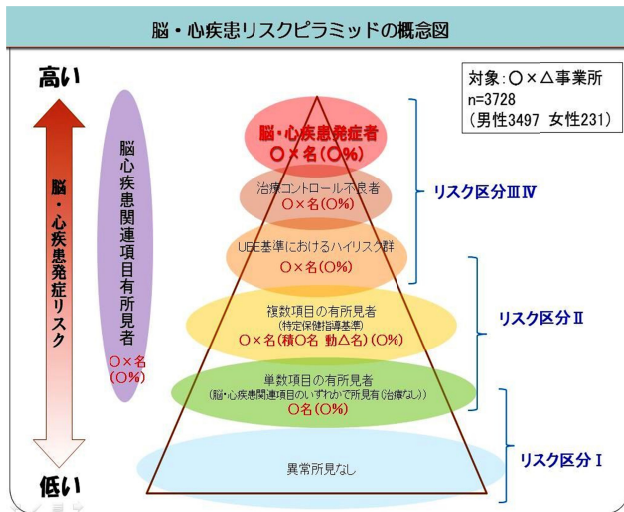 脳・心疾患リスクピラミッドの概念図
高い
対象:〇×△事業所
n=3728
(男性3497 女性231)
脳・心疾患発症者
〇×名(〇%)
治療コントロール不良者
〇×名(〇%)
リスク区分ⅢⅣ
UBE基準におけるハイリスク群
〇×名(〇%)
脳・心疾患発症リスク
脳心疾患関連項目有所見者
〇×名
(〇%)
複数項目の有所見者
(特定保健指導基準)
〇×名(積〇名 動△名)(〇%)
リスク区分Ⅱ
単数項目の有所見者
(脳・心疾患関連項目のいずれかで所見有(治療なし))
〇名(〇%)
リスク区分Ⅰ
異常所見なし
低い